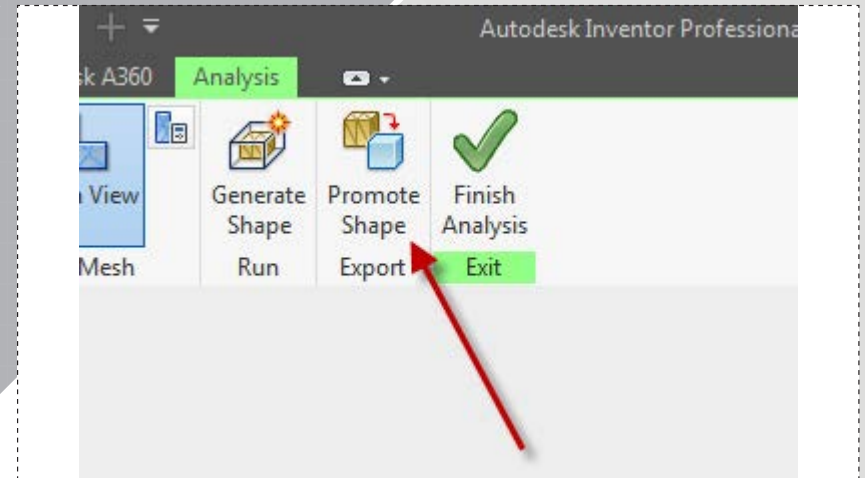 Autodesk Inventor Professiona
sk A360 Analysis
View
Generate Shape
Promote Shape
Finish Analysis
Mesh Run Export Exit